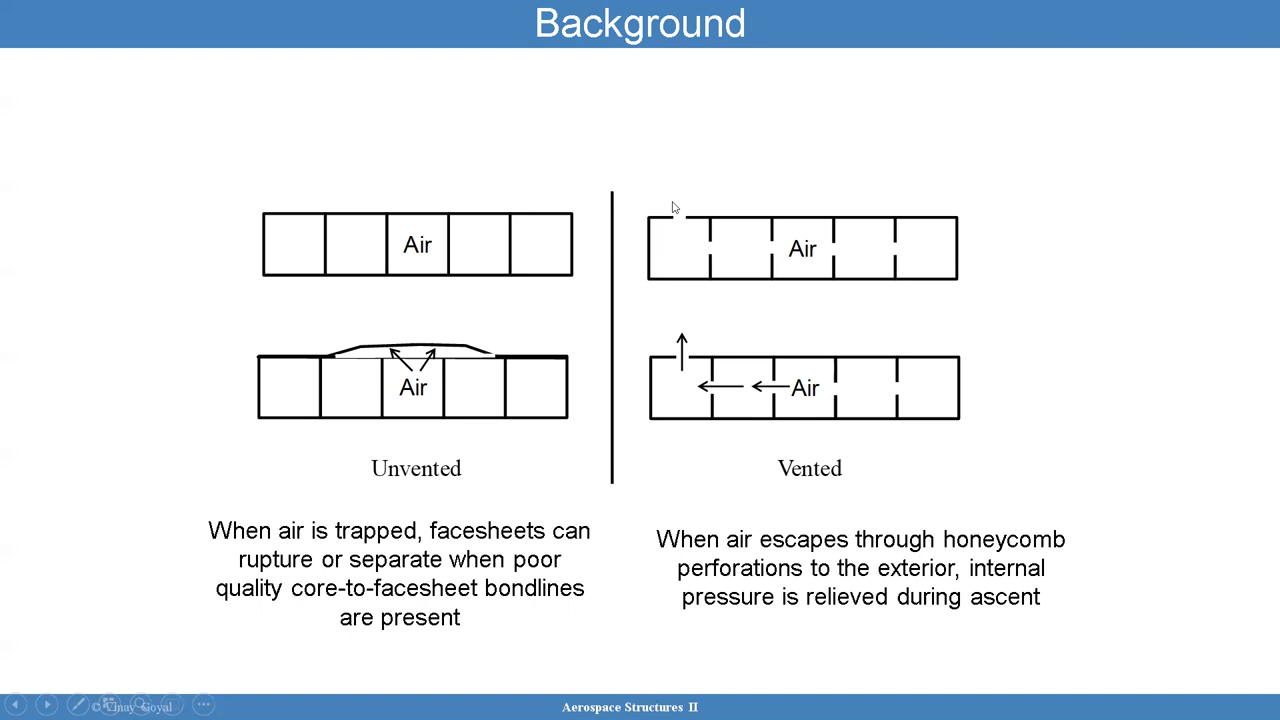 Background
Air
Air
Air
Air
Unvented
Vented
When air is trapped, facesheets can
rupture or separate when poor
quality core-to-facesheet bondlines
are present
When air escapes through honeycomb
perforations to the exterior, internal
pressure is relieved during ascent
© Vinay Goyal
Aerospace Structures II